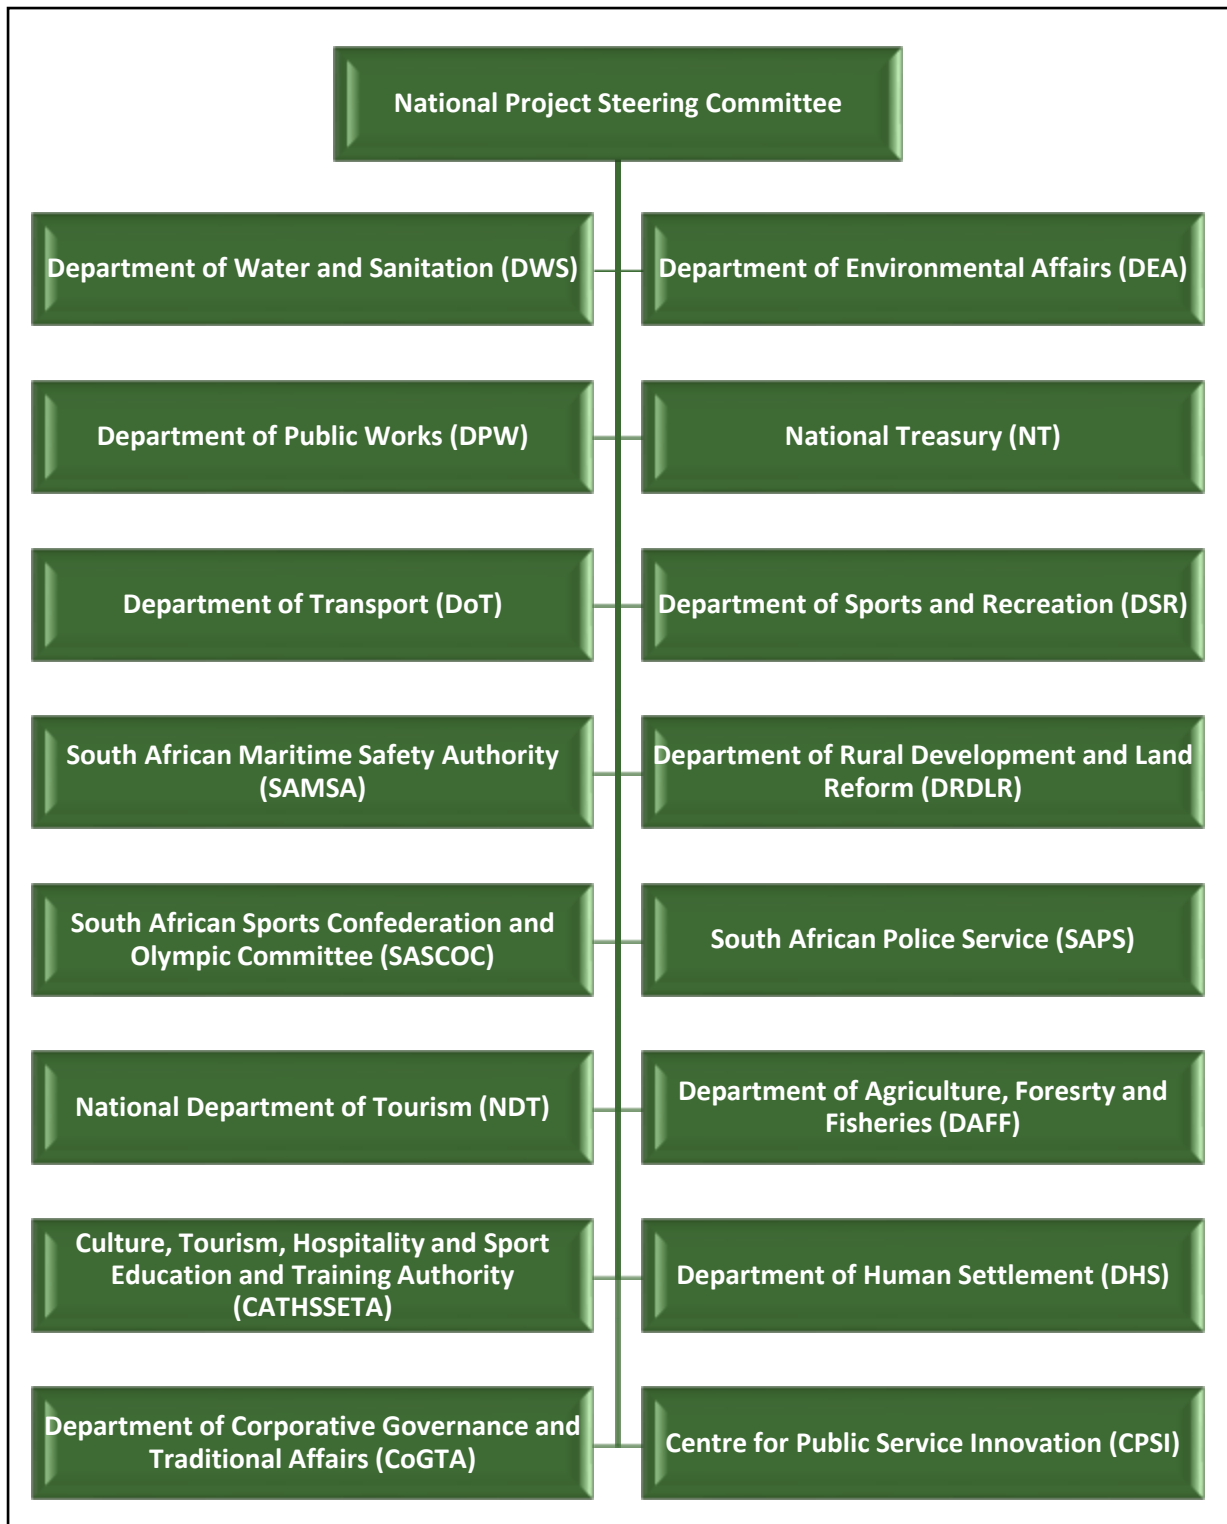 National Project Steering Committee
Department of Water and Sanitation (DWS)
Department of Environmental Affairs (DEA)
Department of Public Works (DPW)
National Treasury (NT)
Department of Transport (DoT)
Department of Sports and Recreation (DSR)
South African Maritime Safety Authority
(SAMSA)
Department of Rural Development and Land
Reform (DRDLR)
South African Sports Confederation and
Olympic Committee (SASCOC)
South African Police Service (SAPS)
National Department of Tourism (NDT)
Department of Agriculture, Foresrty and
Fisheries (DAFF)
Culture, Tourism, Hospitality and Sport
Education and Training Authority
(CATHSSETA)
Department of Human Settlement (DHS)
Department of Corporative Governance and
Traditional Affairs (CoGTA)
Centre for Public Service Innovation (CPSI)